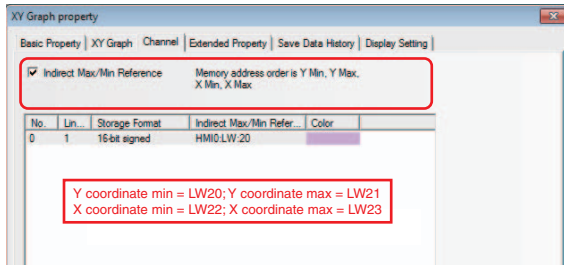 XY Graph property
Basic Property XY Graph Channel Extended Property Save Data History Display Setting
Indirect Max/Min Reference Memory address order is Y Min, Y Max,
X Min, X Max
No. Lin... Storage Format Indirect Max/Min Refer... Color
0 1 16-bit signed HMI0:LW:20
Y coordinate min = LW20; Y coordinate max = LW21
X coordinate min = LW22; X coordinate max = LW23